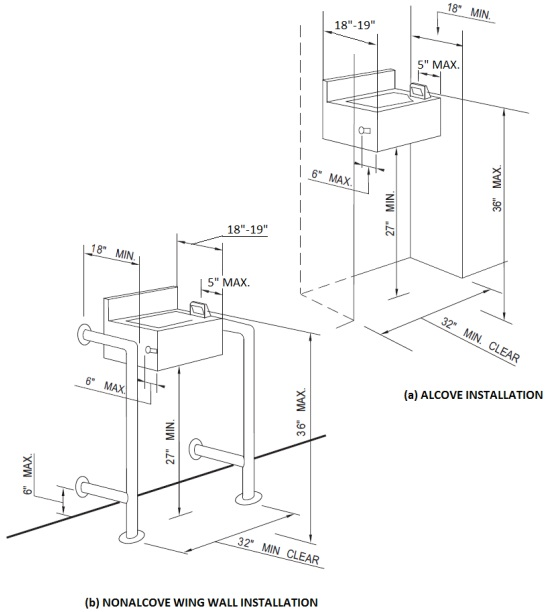 18" MIN.
18"-19"
5" MAX.
6" MAX.
27" MIN.
36" MAX.
32" MIN. CLEAR
(a) ALCOVE INSTALLATION
18"-19"
18" MIN.
5" MAX.
6" MAX.
27" MIN.
36" MAX.
6" MAX.
32" MIN CLEAR
(b) NONALCOVE WING WALL INSTALLATION